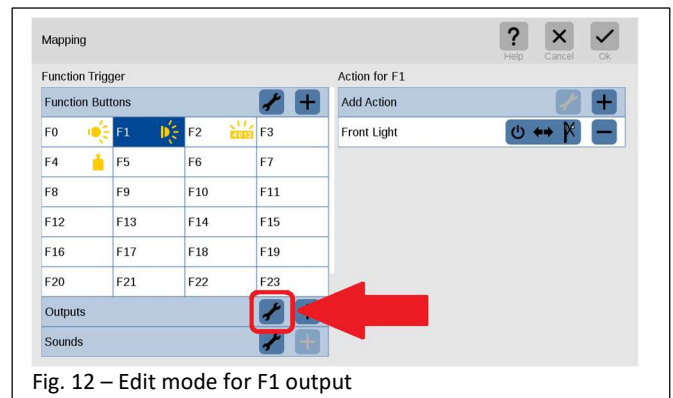 Mapping
Help Cancel Ok
Function Trigger Action for F1
Function Buttons Add Action
F0 F1 F2 4013 F3 Front Light
F4 F5 F6 F7
F8 F9 F10 F11
F12 F13 F14 F15
F16 F17 F18 F19
F20 F21 F22 F23
Outputs
Sounds
Fig. 12 – Edit mode for F1 output